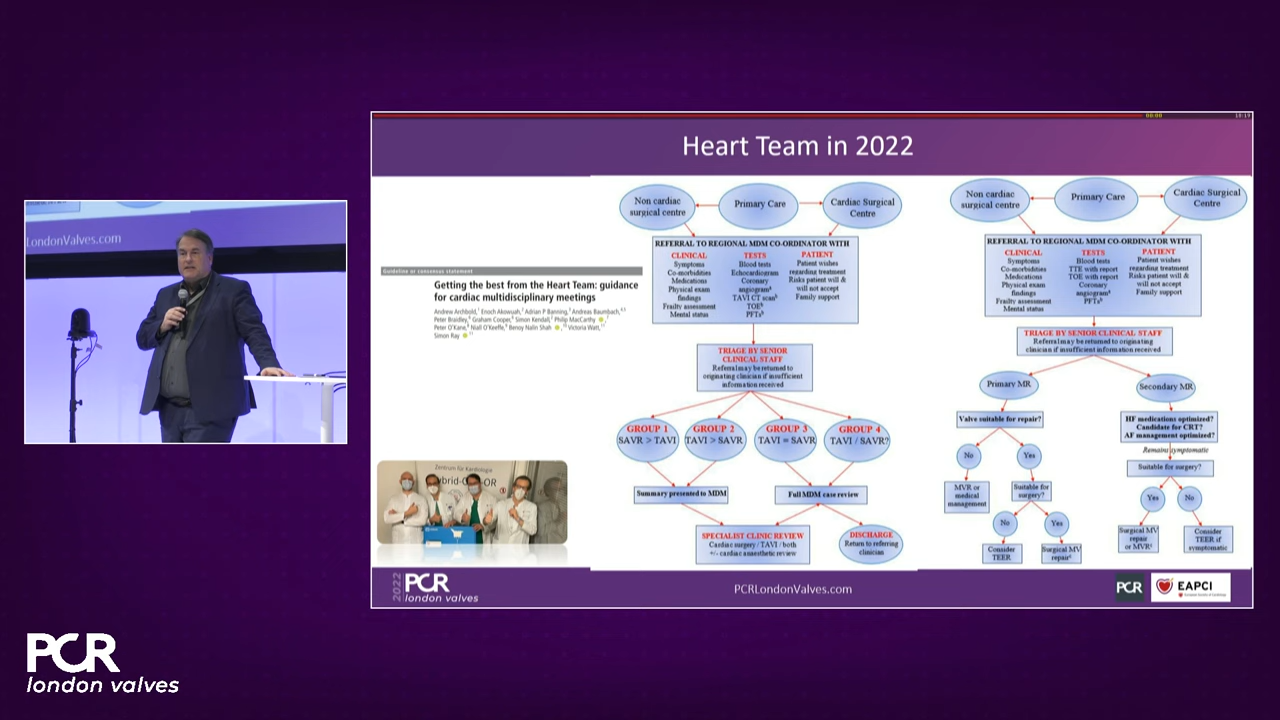 LondonValves.com
Heart Team in 2022
00:00
10:19
Guideline or consensus statement
Getting the best from the Heart Team: guidance
for cardiac multidisciplinary meetings
Andrew Archbold, Enoch Akowuah, Adrian P Banning, Andreas Baumbach,
Peter Braidley, Graham Cooper, Simon Kendall, Philip MacCarthy
Peter O'Kane, Niall O'Keeffe, Benoy Nalin Shah, Victoria Watt,
Simon Ray
Zentrum für Kardiologie
Non cardiac
surgical centre
Primary Care
Cardiac Surgical
Centre
REFERRAL TO REGIONAL MDM CO-ORDINATOR WITH
CLINICAL
Symptoms
Co-morbidities
Medications
Physical exam
findings
Frailty assessment
Mental status
TESTS
Blood tests
Echocardiogram
Coronary
angiogram
TAVI CT scan
TOE
PFTs
PATIENT
Patient wishes
regarding treatment
Risks patient will &
will not accept
Family support
TRIAGE BY SENIOR
CLINICAL STAFF
Referral may be returned to
originating clinician if insufficient
information received
GROUP 1
SAVR > TAVI
GROUP 2
TAVI > SAVR
GROUP 3
TAVI = SAVR
GROUP 4
TAVI / SAVR?
Summary presented to MDM
Full MDM case review
SPECIALIST CLINIC REVIEW
Cardiac surgery / TAVI / both
+/- cardiac anaesthetic review
DISCHARGE
Return to referring
clinician
Non cardiac
surgical centre
Primary Care
Cardiac Surgical
Centre
REFERRAL TO REGIONAL MDM CO-ORDINATOR WITH
CLINICAL
Symptoms
Co-morbidities
Medications
Physical exam
findings
Frailty assessment
Mental status
TESTS
Blood tests
TTE with report
TOE with report
Coronary
angiogram
PFTs
PATIENT
Patient wishes
regarding treatment
Risks patient will &
will not accept
Family support
TRIAGE BY SENIOR CLINICAL STAFF
Referral may be returned to originating
clinician if insufficient information received
Primary MR
Secondary MR
Valve suitable for repair?
HF medications optimized?
Candidate for CRT?
AF management optimized?
Remains symptomatic
No
Yes
Suitable for surgery?
MVR or
medical
management
Suitable for
surgery?
Yes
No
No
Yes
Surgical MV
repair
or MVR
Consider
TEER if
symptomatic
Consider
TEER
Surgical MV
repair
2022
PCR
london valves
PCRLondonValves.com
PCR
EAPCI
PCR
london valves